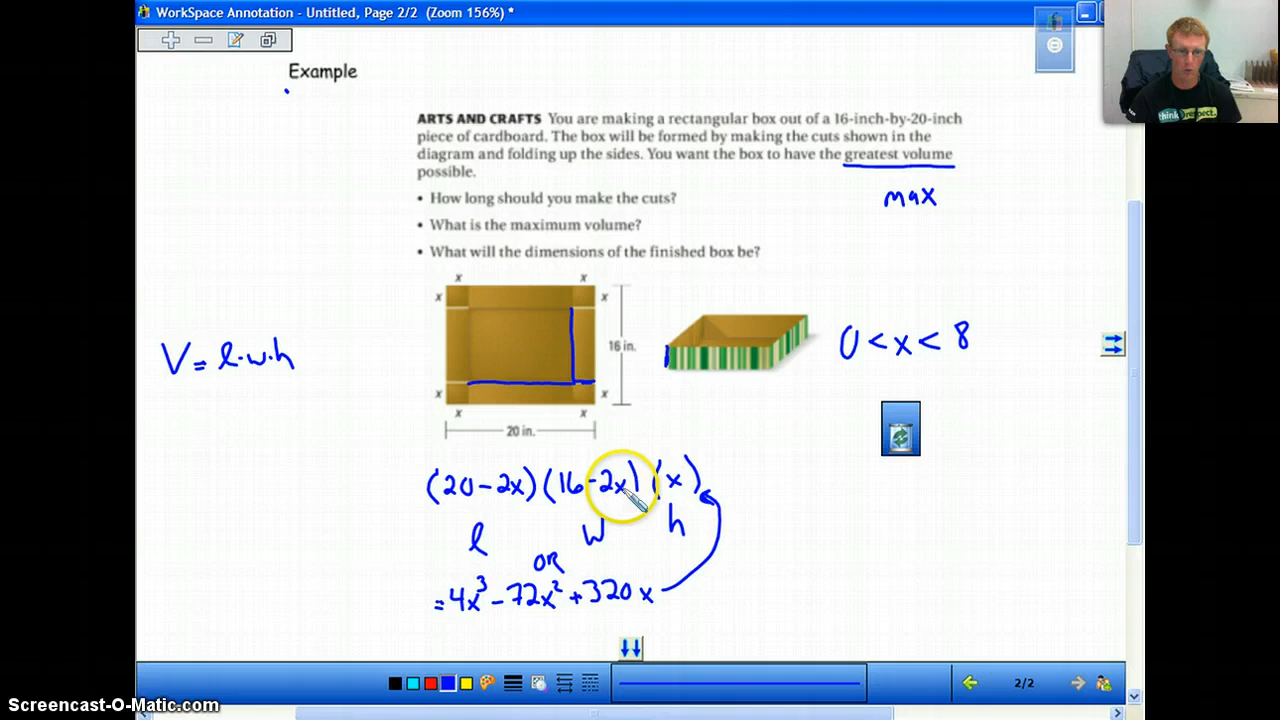 WorkSpace Annotation - Untitled, Page 2/2 (Zoom 156%) *
Example
ARTS AND CRAFTS You are making a rectangular box out of a 16-inch-by-20-inch
piece of cardboard. The box will be formed by making the cuts shown in the
diagram and folding up the sides. You want the box to have the greatest volume
possible.
max
• How long should you make the cuts?
• What is the maximum volume?
• What will the dimensions of the finished box be?
x x
x x
16 in.
V = l·w·h
0 < x < 8
x x
x x
20 in.
(20-2x)(16-2x)(x)
l w h
OR
= 4x³ - 72x² + 320x
2/2
Screencast-O-Matic.com
think respect.